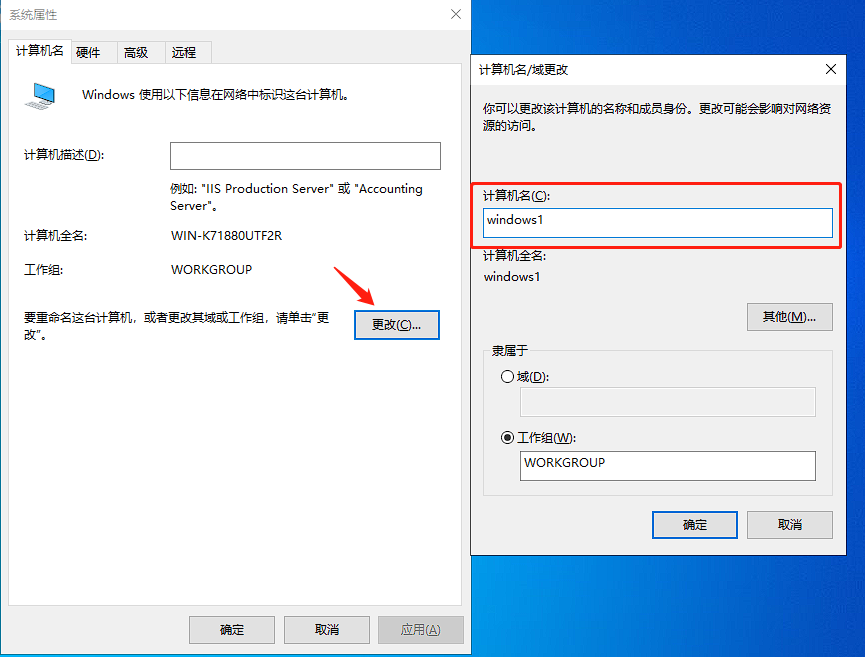 系统属性
计算机名
硬件
高级
远程
Windows 使用以下信息在网络中标识这台计算机。
计算机描述(D):
例如: "IIS Production Server" 或 "Accounting
Server"。
计算机全名:
WIN-K71880UTF2R
工作组:
WORKGROUP
要重命名这台计算机，或者更改其域或工作组，请单击“更
改”。
更改(C)...
确定
取消
应用(A)
计算机名/域更改
你可以更改该计算机的名称和成员身份。更改可能会影响对网络资
源的访问。
计算机名(C):
windows1
计算机全名:
windows1
其他(M)...
隶属于
域(D):
工作组(W):
WORKGROUP
确定
取消